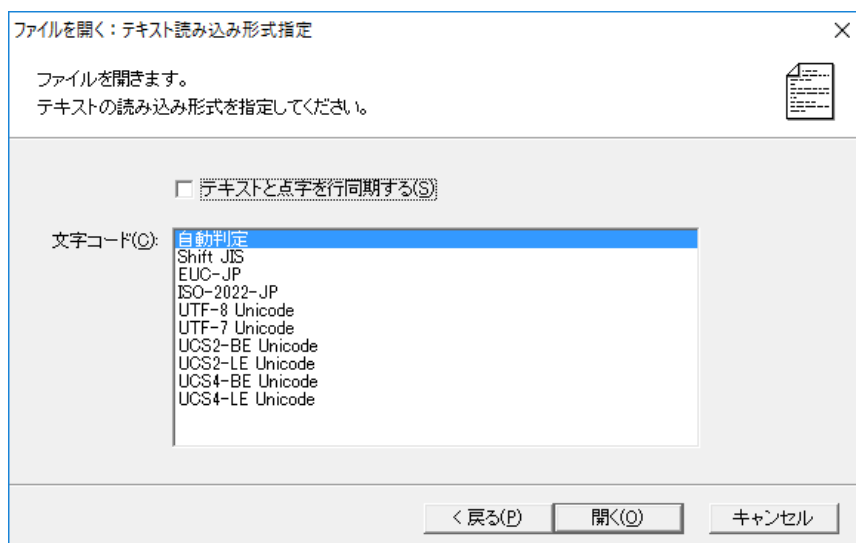 ファイルを開く：テキスト読み込み形式指定
ファイルを開きます。
テキストの読み込み形式を指定してください。
テキストと点字を行同期する(S)
文字コード(C):
自動判定
Shift JIS
EUC-JP
ISO-2022-JP
UTF-8 Unicode
UTF-7 Unicode
UCS2-BE Unicode
UCS2-LE Unicode
UCS4-BE Unicode
UCS4-LE Unicode
< 戻る(P)
開く(O)
キャンセル